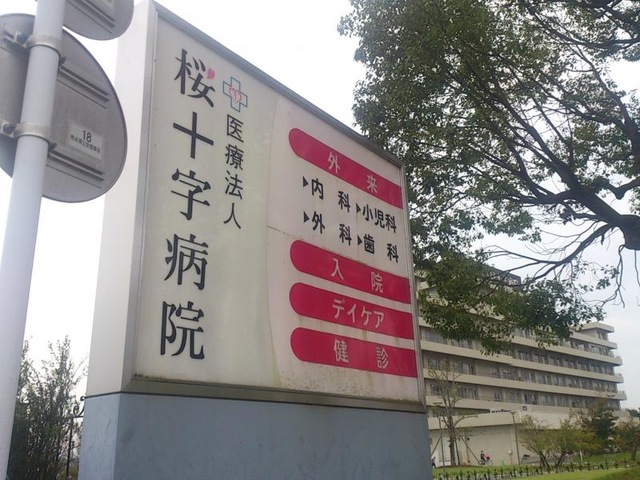 医療法人
桜十字病院
外来
▶内科▶小児科
▶外科▶歯科
入院
デイケア
健診
18